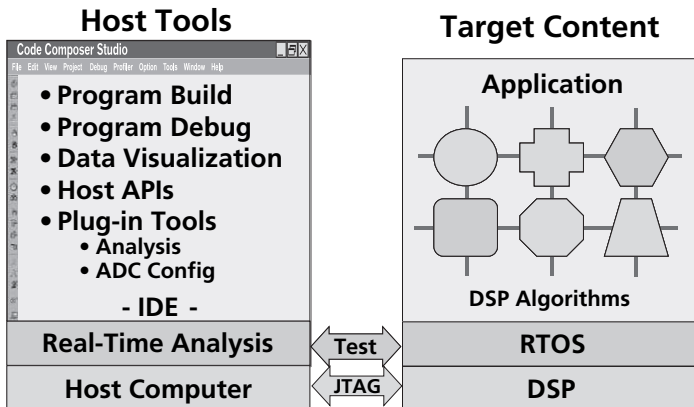 Host Tools
Code Composer Studio
File Edit View Project Debug Profiler Option Tools Window Help
• Program Build
• Program Debug
• Data Visualization
• Host APIs
• Plug-in Tools
• Analysis
• ADC Config
- IDE -
Real-Time Analysis
Host Computer
Test
JTAG
Target Content
Application
DSP Algorithms
RTOS
DSP